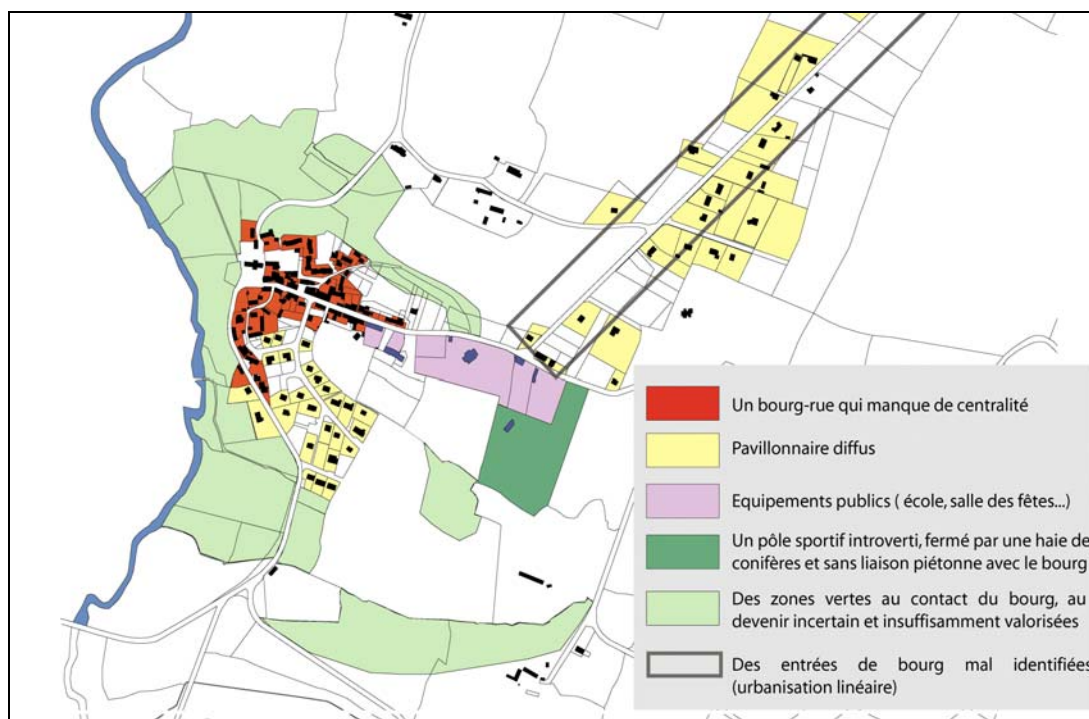 Un bourg-rue qui manque de centralité
Pavillonnaire diffus
Equipements publics ( école, salle des fêtes...)
Un pôle sportif introverti, fermé par une haie de
conifères et sans liaison piétonne avec le bourg
Des zones vertes au contact du bourg, au
devenir incertain et insuffisamment valorisées
Des entrées de bourg mal identifiées
(urbanisation linéaire)